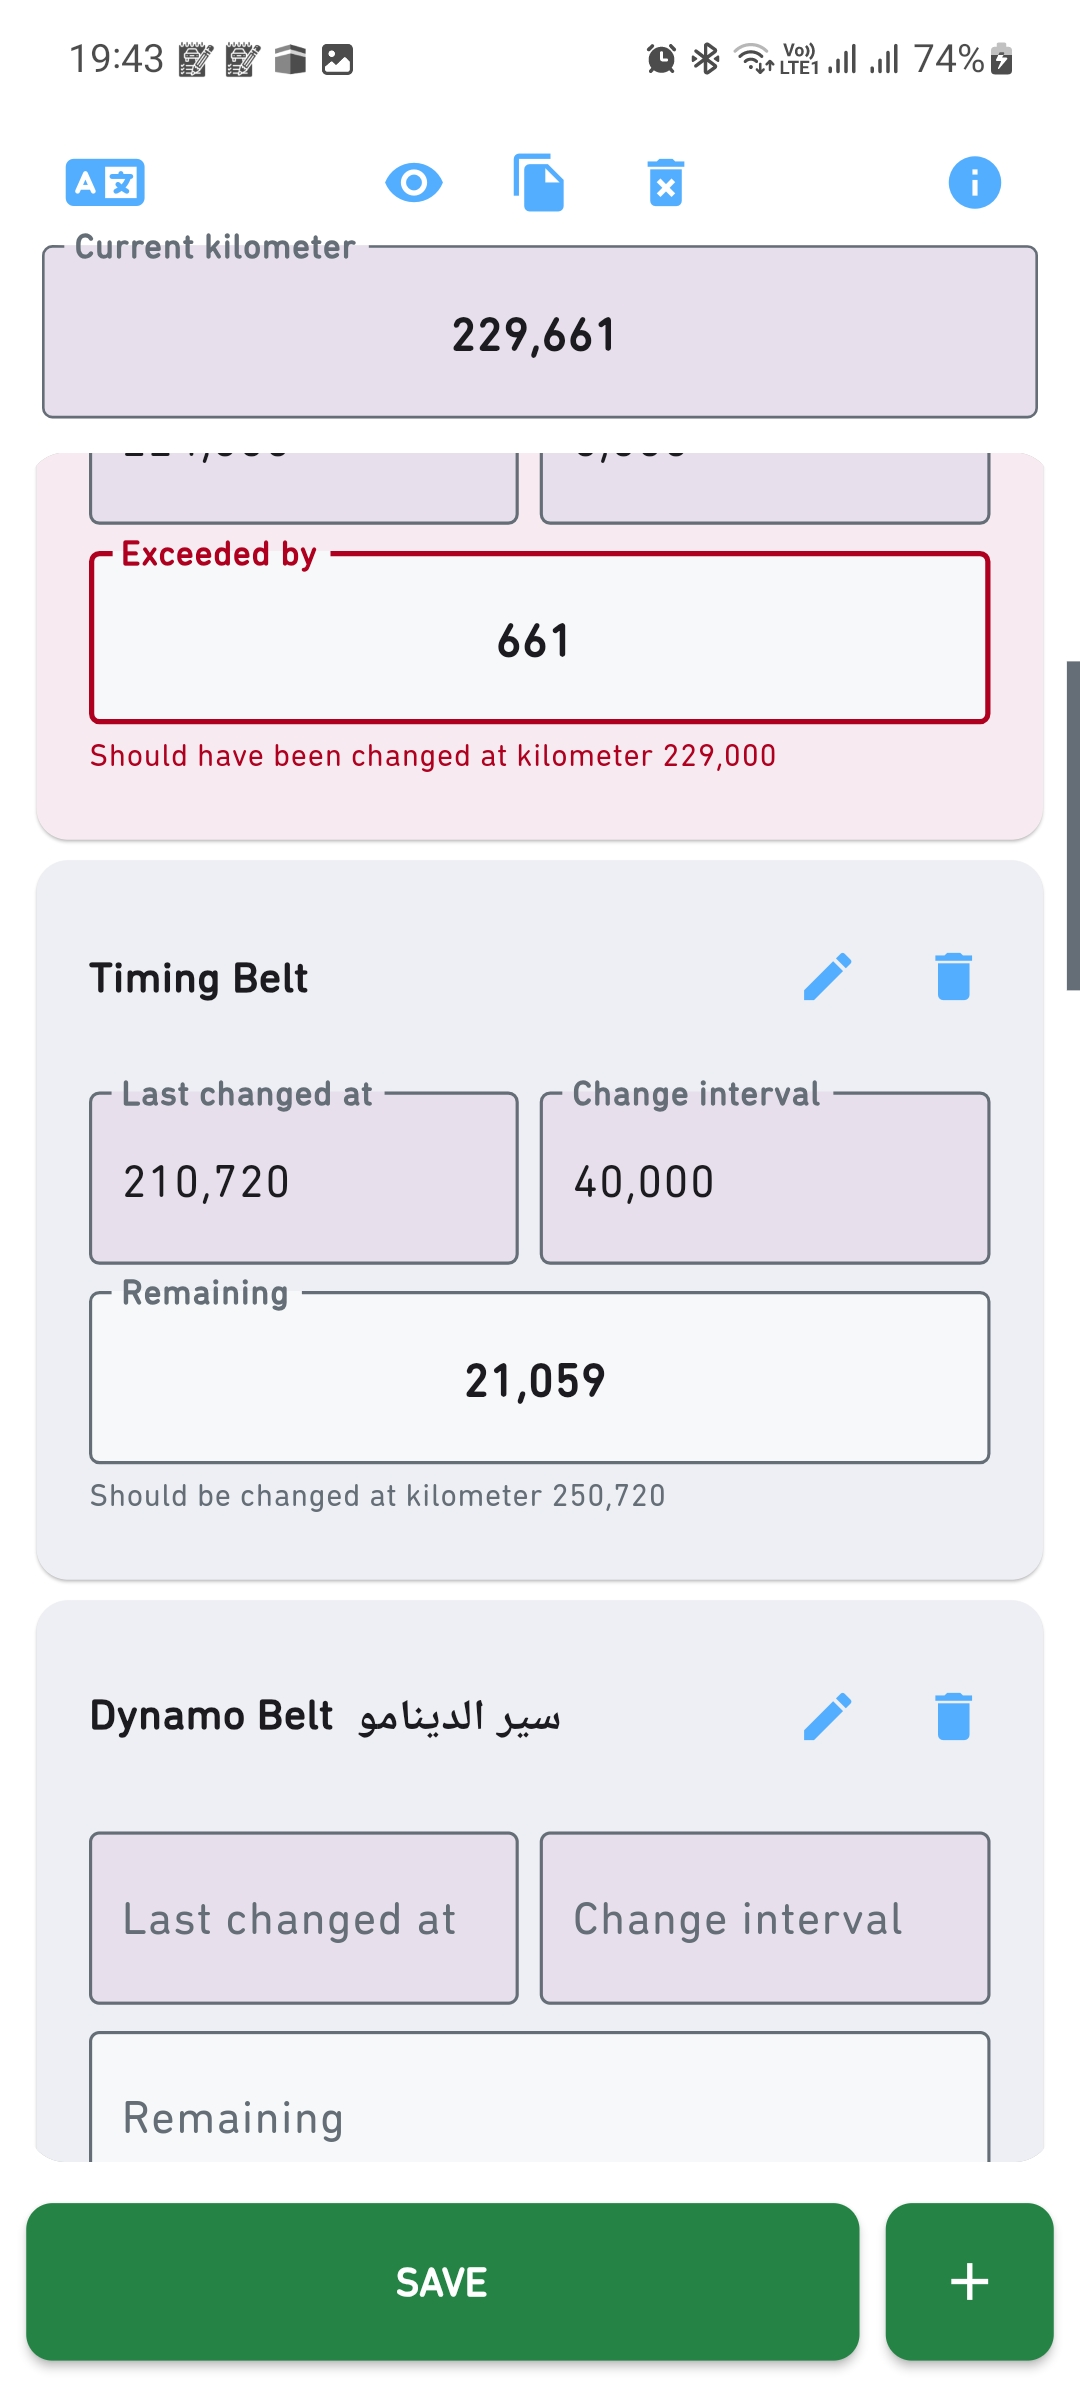 19:43 Vo)) LTE1 74%
Current kilometer
229,661
Exceeded by
661
Should have been changed at kilometer 229,000
Timing Belt
Last changed at Change interval
210,720 40,000
Remaining
21,059
Should be changed at kilometer 250,720
Dynamo Belt سير الدينامو
Last changed at Change interval
Remaining
SAVE +